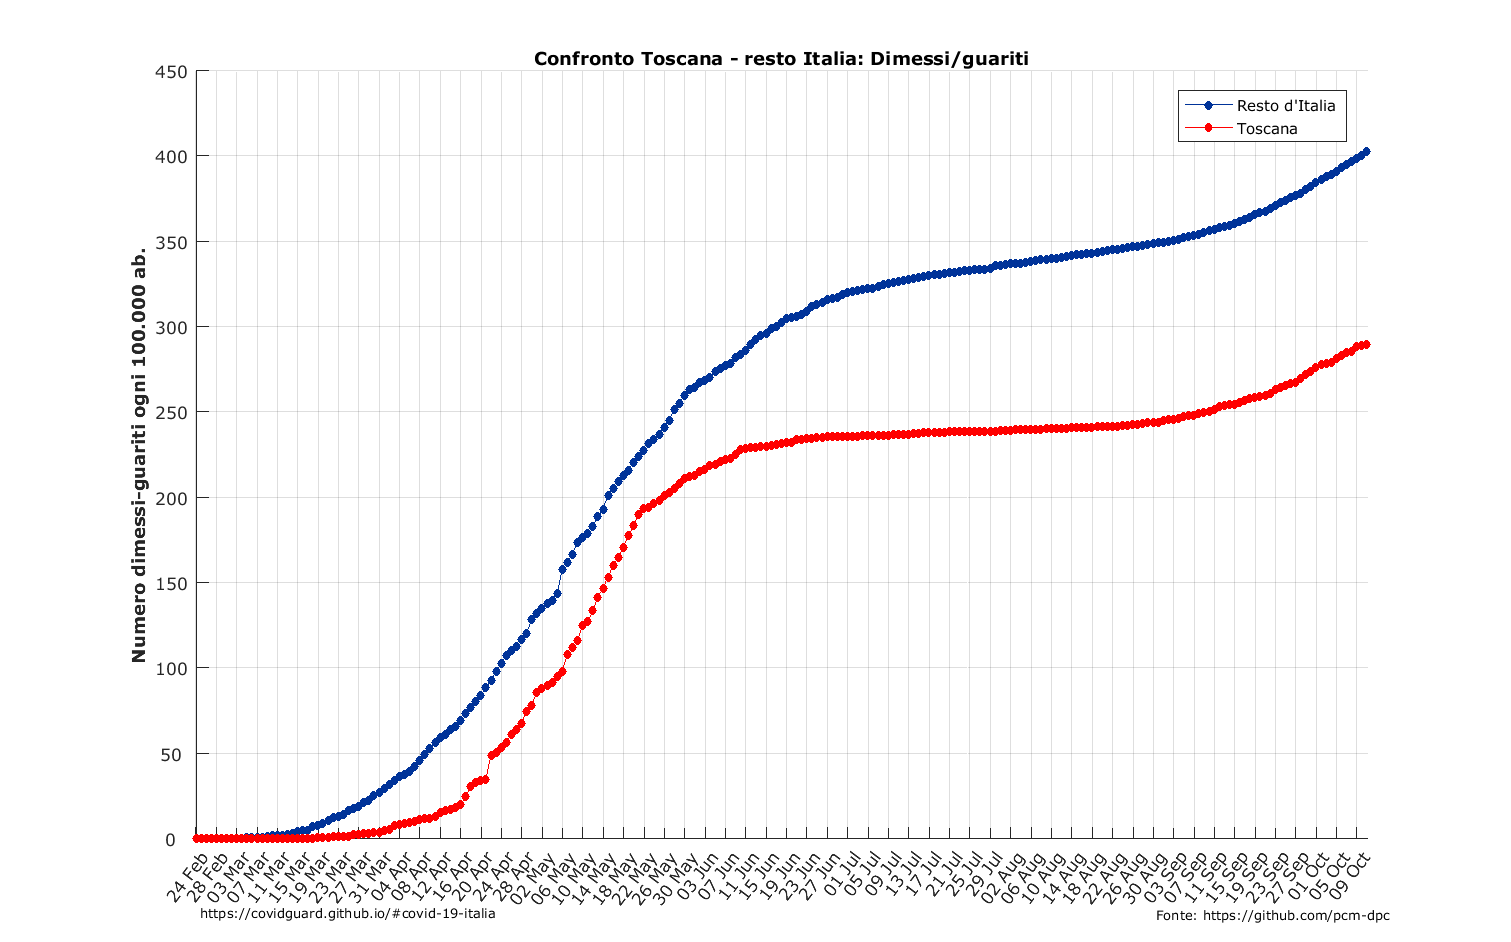 Confronto Toscana - resto Italia: Dimessi/guariti
Numero dimessi-guariti ogni 100.000 ab.
450
400
350
300
250
200
150
100
50
0
Resto d'Italia
Toscana
24 Feb
28 Feb
03 Mar
07 Mar
11 Mar
15 Mar
19 Mar
23 Mar
27 Mar
31 Mar
04 Apr
08 Apr
12 Apr
16 Apr
20 Apr
24 Apr
28 Apr
02 May
06 May
10 May
14 May
18 May
22 May
26 May
30 May
03 Jun
07 Jun
11 Jun
15 Jun
19 Jun
23 Jun
27 Jun
01 Jul
05 Jul
09 Jul
13 Jul
17 Jul
21 Jul
25 Jul
29 Jul
02 Aug
06 Aug
10 Aug
14 Aug
18 Aug
22 Aug
26 Aug
30 Aug
03 Sep
07 Sep
11 Sep
15 Sep
19 Sep
23 Sep
27 Sep
01 Oct
05 Oct
09 Oct
https://covidguard.github.io/#covid-19-italia
Fonte: https://github.com/pcm-dpc